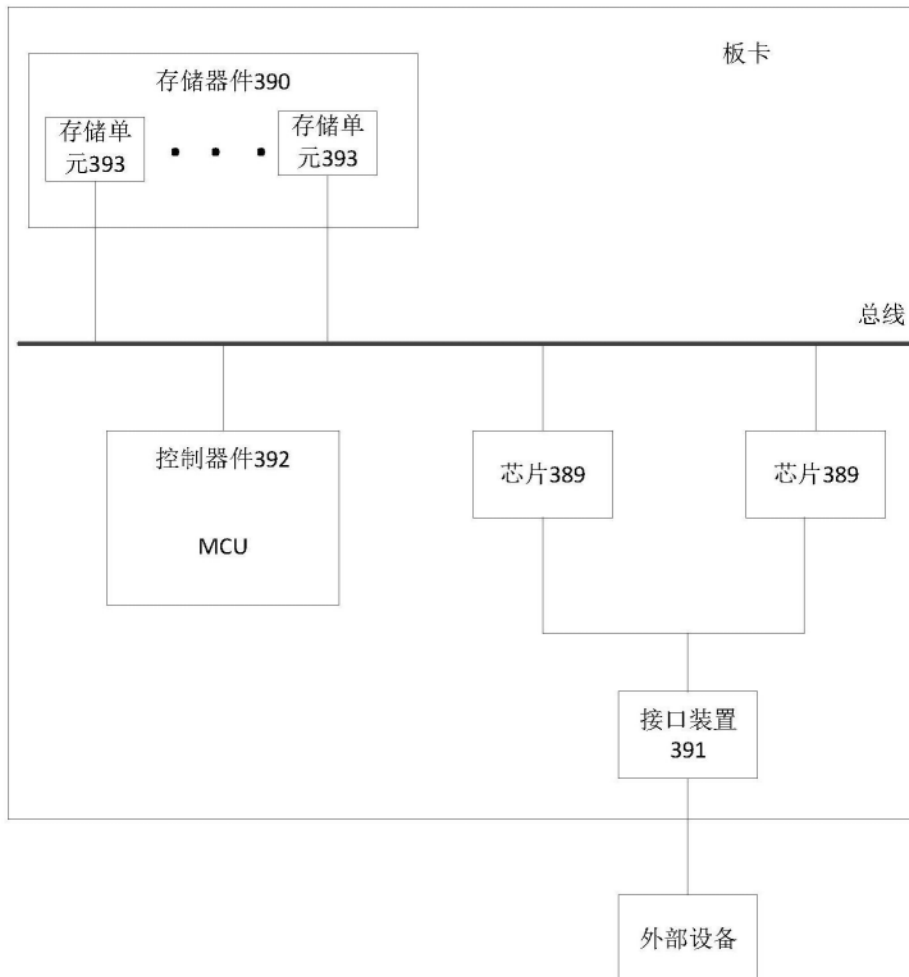 板卡
存储器件390
存储单
元393
存储单
元393
总线
控制器件392
MCU
芯片389
芯片389
接口装置
391
外部设备